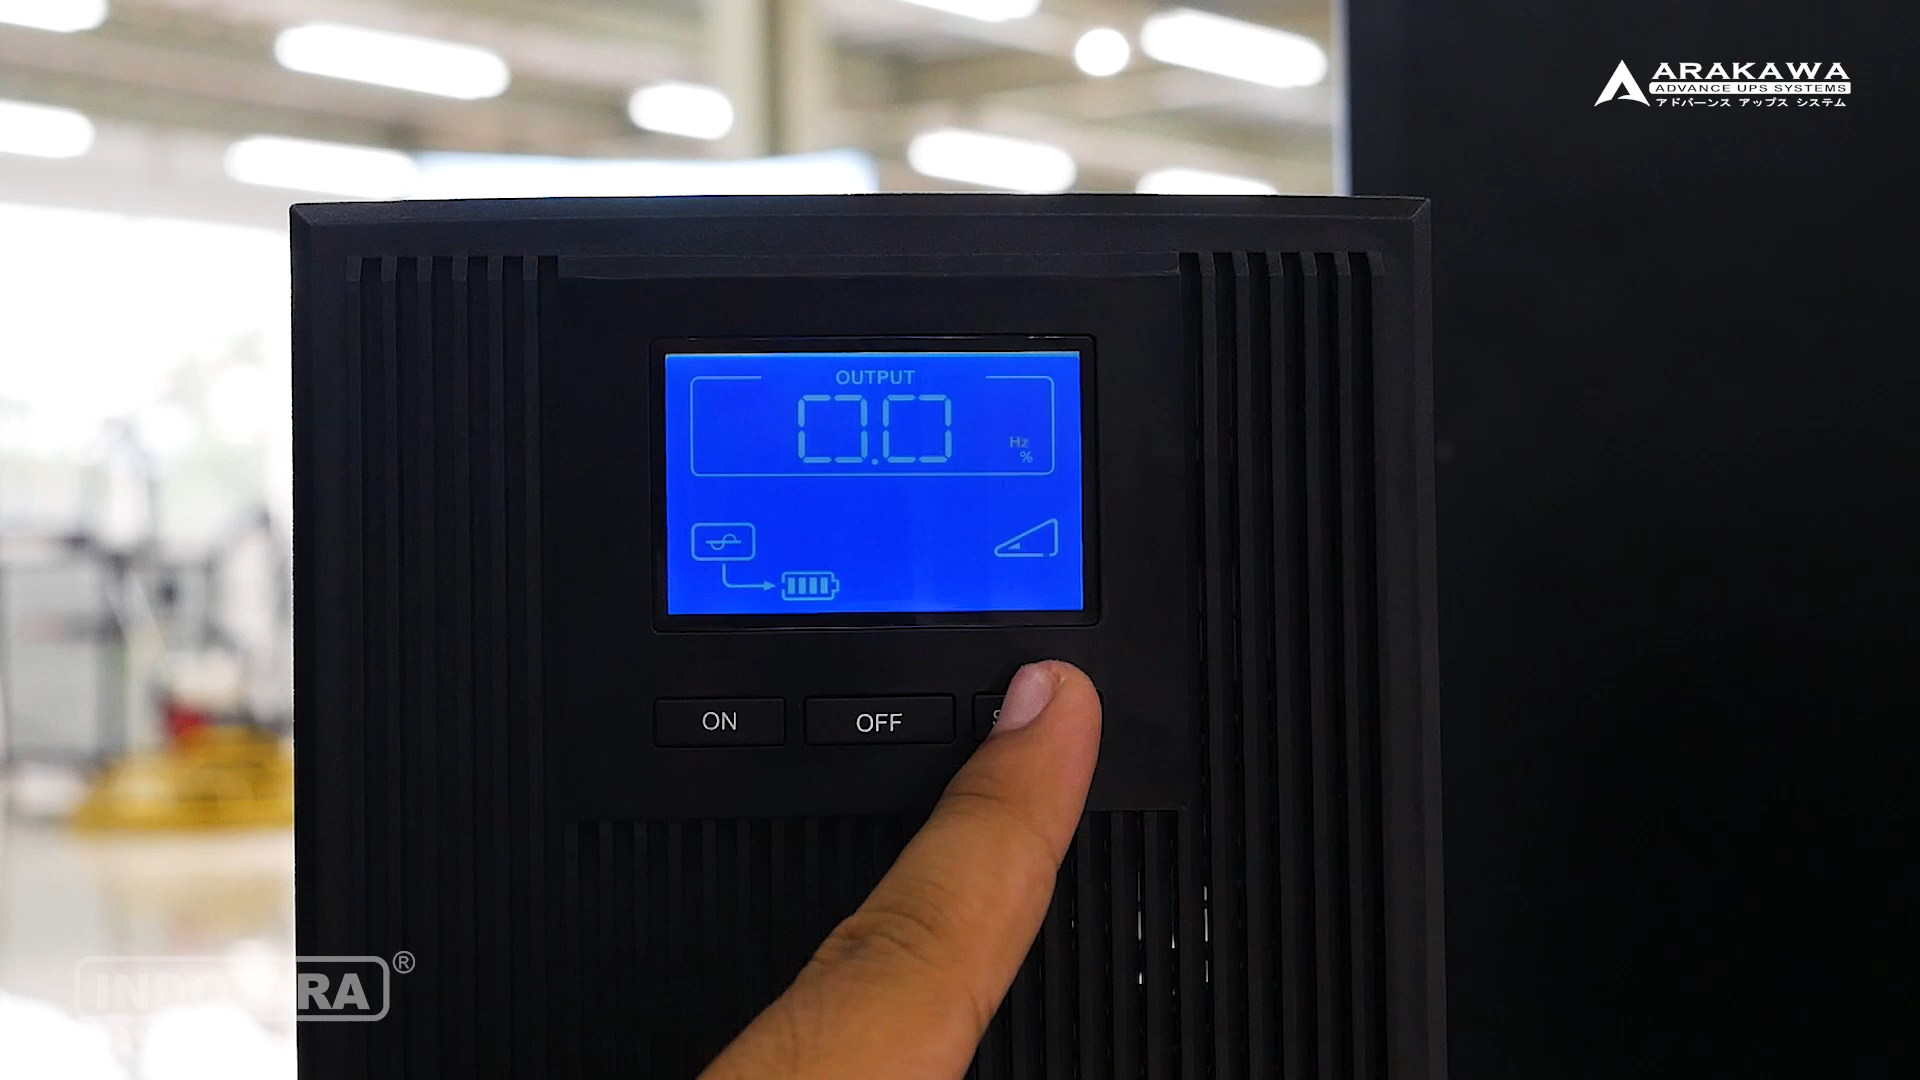 ARAKAWA
ADVANCE UPS SYSTEMS
アドバーンス アップス システム
OUTPUT
0.0
Hz
%
ON
OFF
®